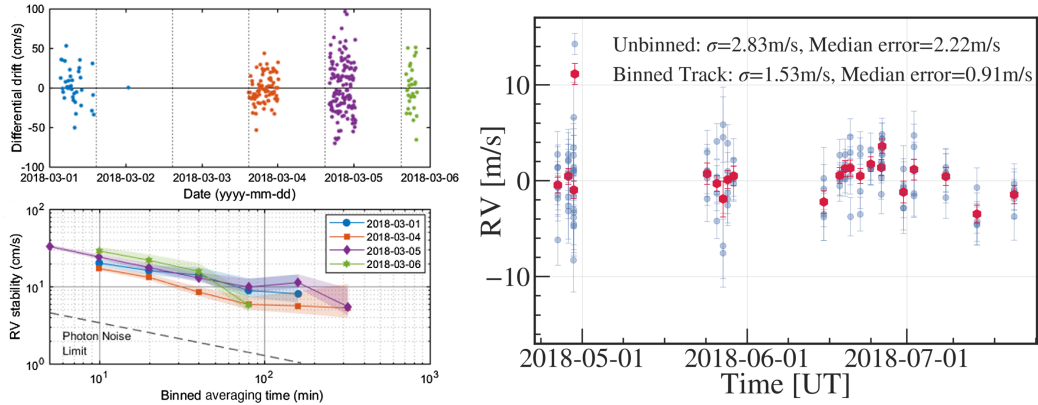 100
50
0
-50
-100
Differential drift (cm/s)
2018-03-01 2018-03-02 2018-03-03 2018-03-04 2018-03-05 2018-03-06
Date (yyyy-mm-dd)
10²
10¹
10⁰
RV stability (cm/s)
2018-03-01
2018-03-04
2018-03-05
2018-03-06
Photon Noise
Limit
10¹ 10² 10³
Binned averaging time (min)
Unbinned: σ=2.83m/s, Median error=2.22m/s
Binned Track: σ=1.53m/s, Median error=0.91m/s
10
0
−10
RV [m/s]
2018-05-01 2018-06-01 2018-07-01
Time [UT]